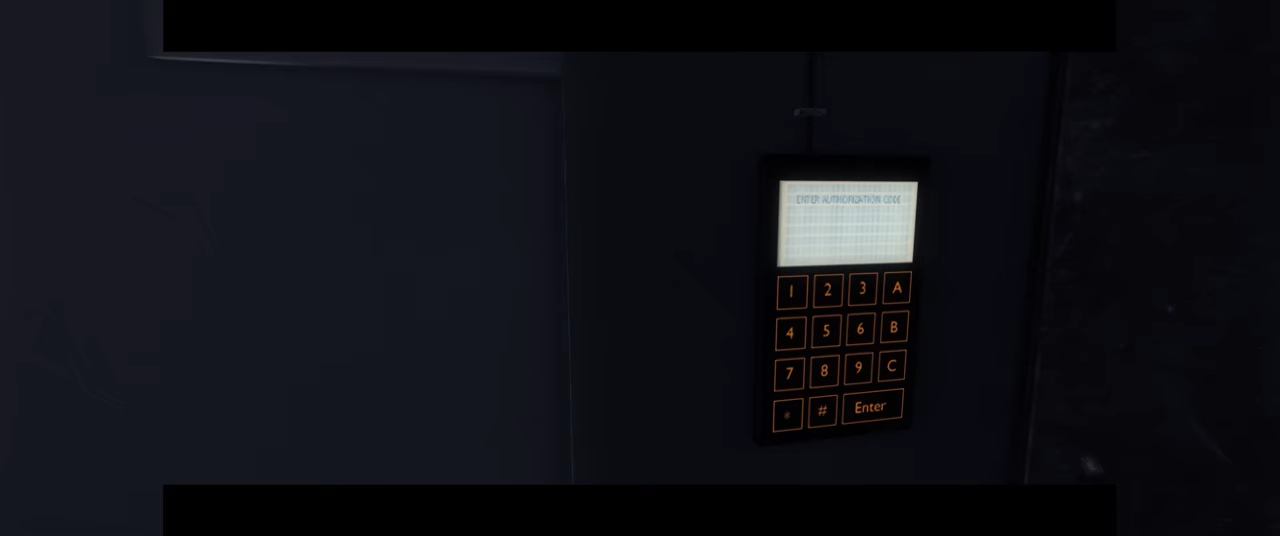 ENTER AUTHORIZATION CODE
1 2 3 A
4 5 6 B
7 8 9 C
* # Enter